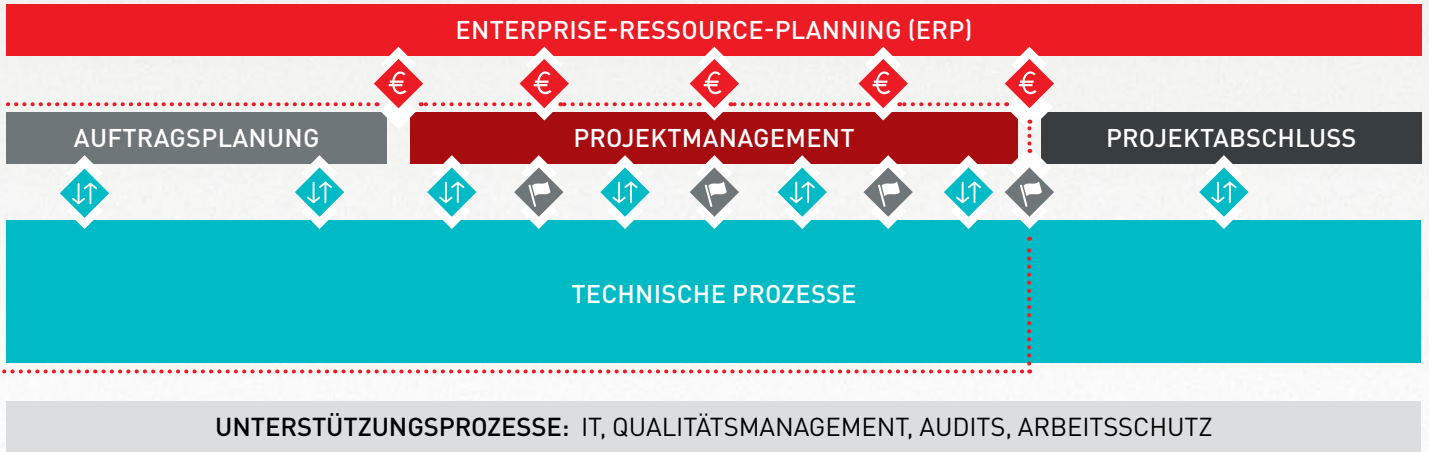 ENTERPRISE-RESSOURCE-PLANNING (ERP)
€ € € € €
AUFTRAGSPLANUNG
PROJEKTMANAGEMENT
PROJEKTABSCHLUSS
TECHNISCHE PROZESSE
UNTERSTÜTZUNGSPROZESSE: IT, QUALITÄTSMANAGEMENT, AUDITS, ARBEITSSCHUTZ